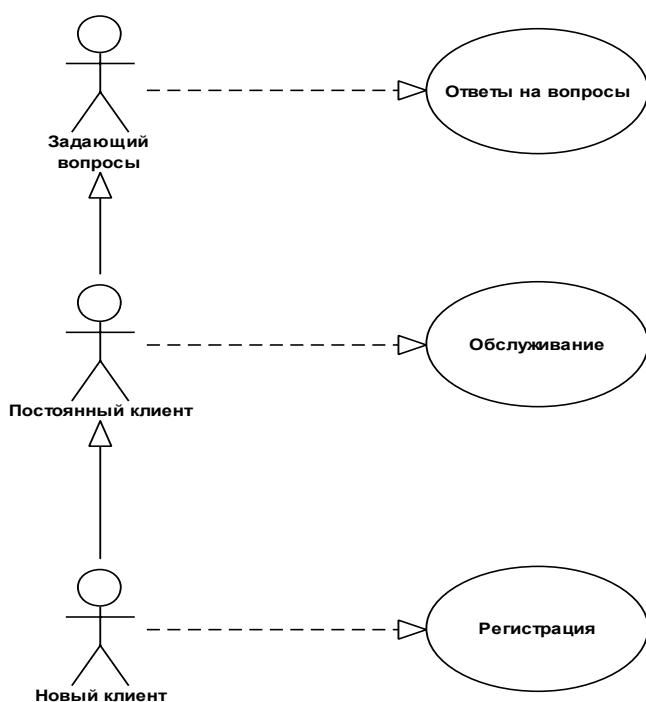 Задающий
вопросы
Ответы на вопросы
Постоянный клиент
Обслуживание
Новый клиент
Регистрация